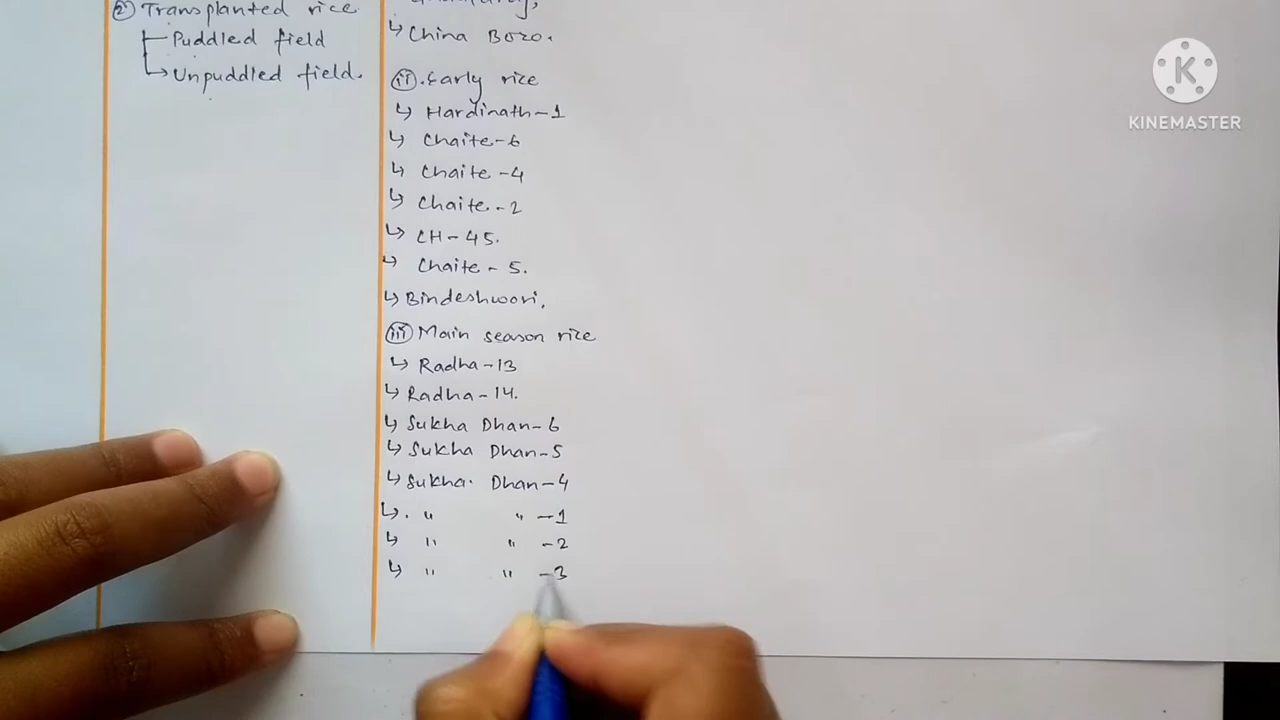 ② Transplanted rice
Puddled field
Unpuddled field.
↳ China Boro.
(ii). Early rice
↳ Hardinath-1
↳ Chaite-6
↳ Chaite-4
↳ Chaite-2
↳ CH-45.
↳ Chaite-5.
↳ Bindeshwori.
(iii) Main season rice
↳ Radha-13
↳ Radha-14.
↳ Sukha Dhan-6
↳ Sukha Dhan-5
↳ Sukha. Dhan-4
↳. " " -1
↳ " " -2
↳ " " -3
K
KINEMASTER